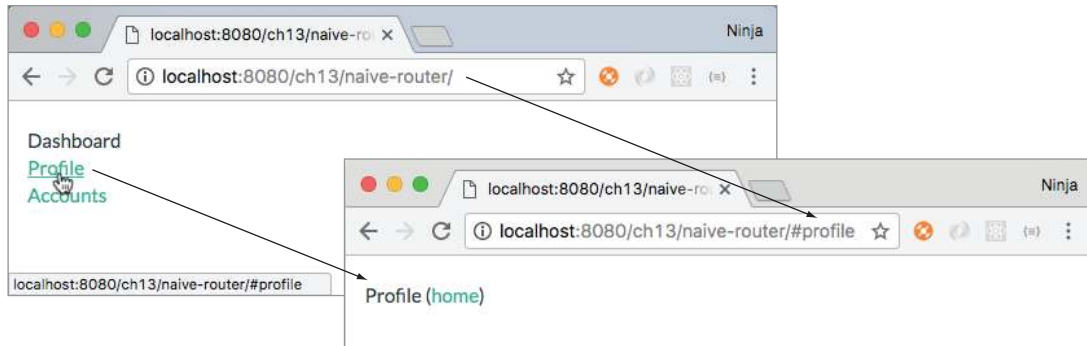 localhost:8080/ch13/naive-ro
Ninja
localhost:8080/ch13/naive-router/
Dashboard
Profile
Accounts
localhost:8080/ch13/naive-router/#profile
localhost:8080/ch13/naive-ro
Ninja
localhost:8080/ch13/naive-router/#profile
Profile (home)